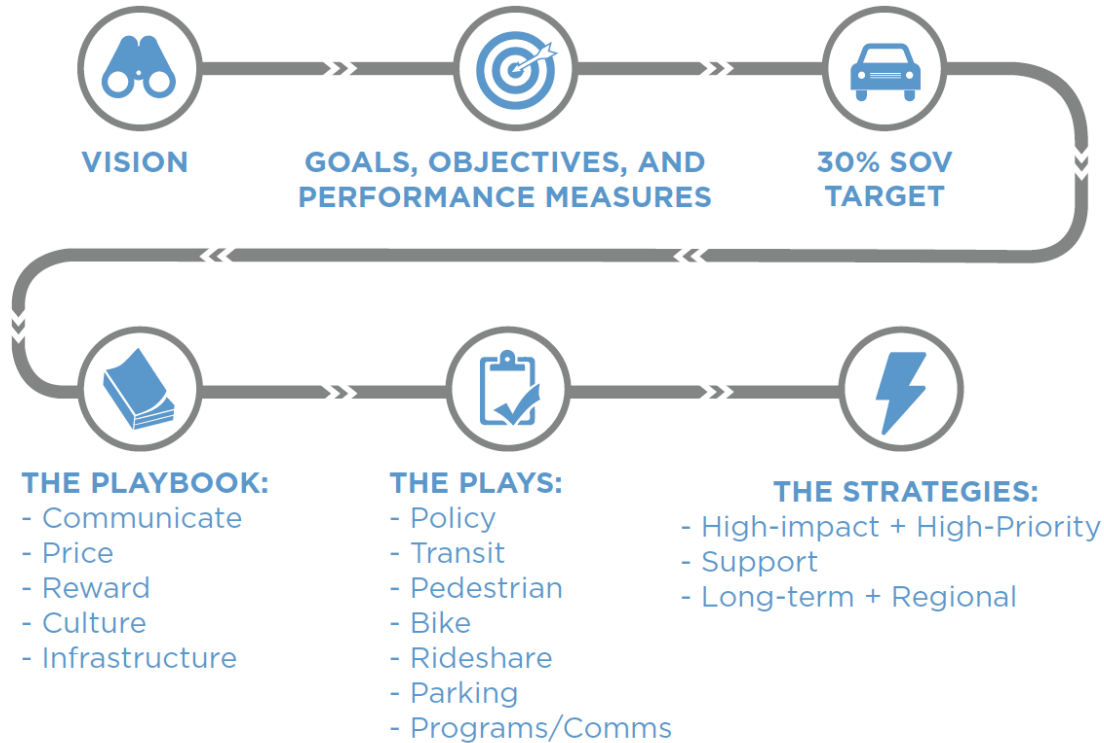 VISION
GOALS, OBJECTIVES, AND
PERFORMANCE MEASURES
30% SOV
TARGET
THE PLAYBOOK:
- Communicate
- Price
- Reward
- Culture
- Infrastructure
THE PLAYS:
- Policy
- Transit
- Pedestrian
- Bike
- Rideshare
- Parking
- Programs/Comms
THE STRATEGIES:
- High-impact + High-Priority
- Support
- Long-term + Regional